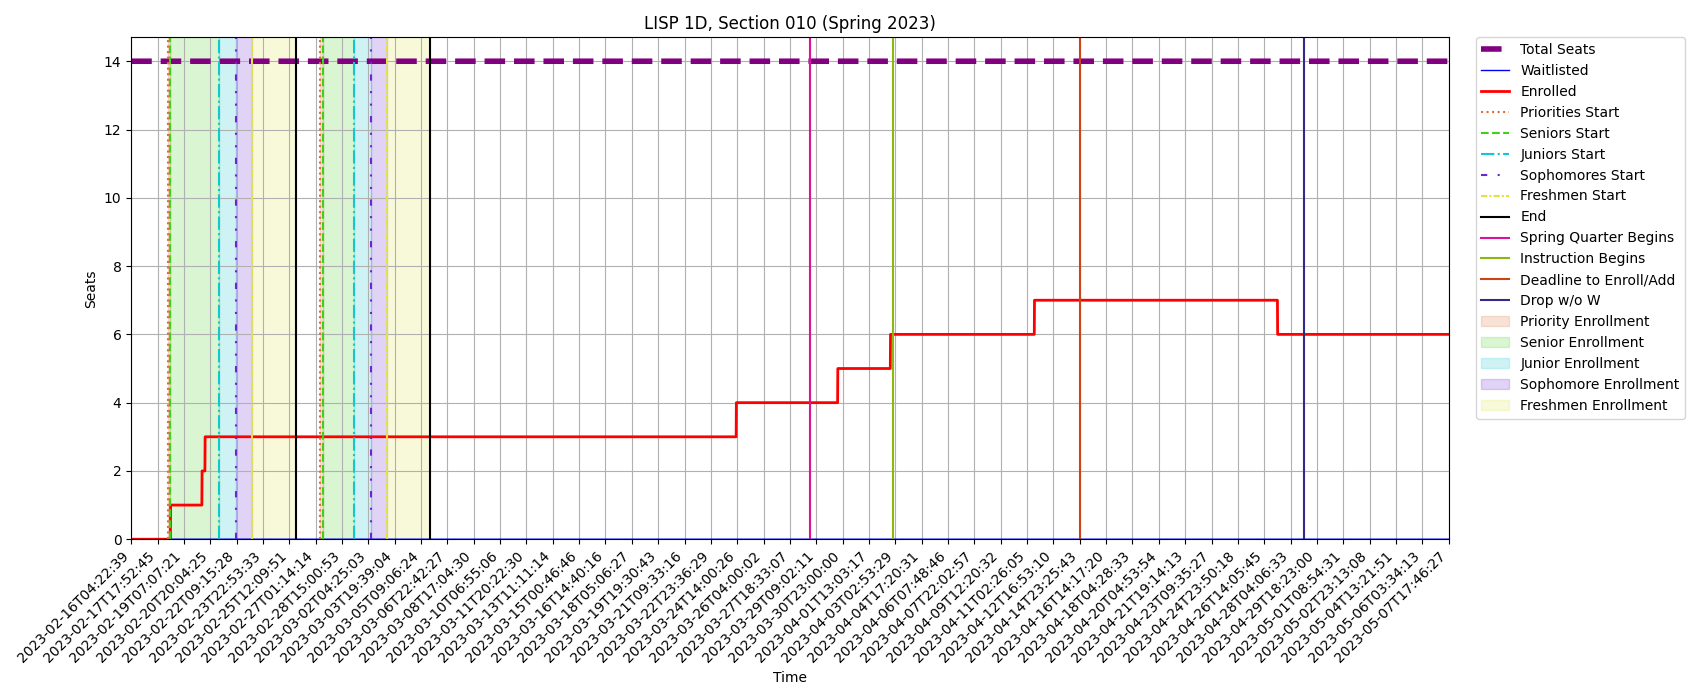 LISP 1D, Section 010 (Spring 2023)
Seats
14
12
10
8
6
4
2
0
2023-02-16T04:22:39
2023-02-17T17:52:45
2023-02-19T07:07:21
2023-02-20T20:04:25
2023-02-22T09:15:28
2023-02-23T22:53:33
2023-02-25T12:09:51
2023-02-27T01:14:14
2023-02-28T15:00:53
2023-03-02T04:25:03
2023-03-03T19:39:04
2023-03-05T09:06:24
2023-03-06T22:42:27
2023-03-08T17:04:30
2023-03-10T06:55:06
2023-03-11T20:22:30
2023-03-13T11:11:14
2023-03-15T00:46:46
2023-03-16T14:40:16
2023-03-18T05:06:27
2023-03-19T19:30:43
2023-03-21T09:33:16
2023-03-22T23:36:29
2023-03-24T14:00:26
2023-03-26T04:00:02
2023-03-27T18:33:07
2023-03-29T09:02:11
2023-03-30T23:00:00
2023-04-01T13:03:17
2023-04-03T02:53:29
2023-04-04T17:20:31
2023-04-06T07:48:46
2023-04-07T22:02:57
2023-04-09T12:20:32
2023-04-11T02:26:05
2023-04-12T16:53:10
2023-04-14T23:25:43
2023-04-16T14:17:20
2023-04-18T04:28:33
2023-04-20T04:53:54
2023-04-21T19:14:13
2023-04-23T09:35:27
2023-04-24T23:50:18
2023-04-26T14:05:45
2023-04-28T04:06:33
2023-04-29T18:23:00
2023-05-01T08:54:31
2023-05-02T23:13:08
2023-05-04T13:21:51
2023-05-06T03:34:13
2023-05-07T17:46:27
Time
Total Seats
Waitlisted
Enrolled
Priorities Start
Seniors Start
Juniors Start
Sophomores Start
Freshmen Start
End
Spring Quarter Begins
Instruction Begins
Deadline to Enroll/Add
Drop w/o W
Priority Enrollment
Senior Enrollment
Junior Enrollment
Sophomore Enrollment
Freshmen Enrollment